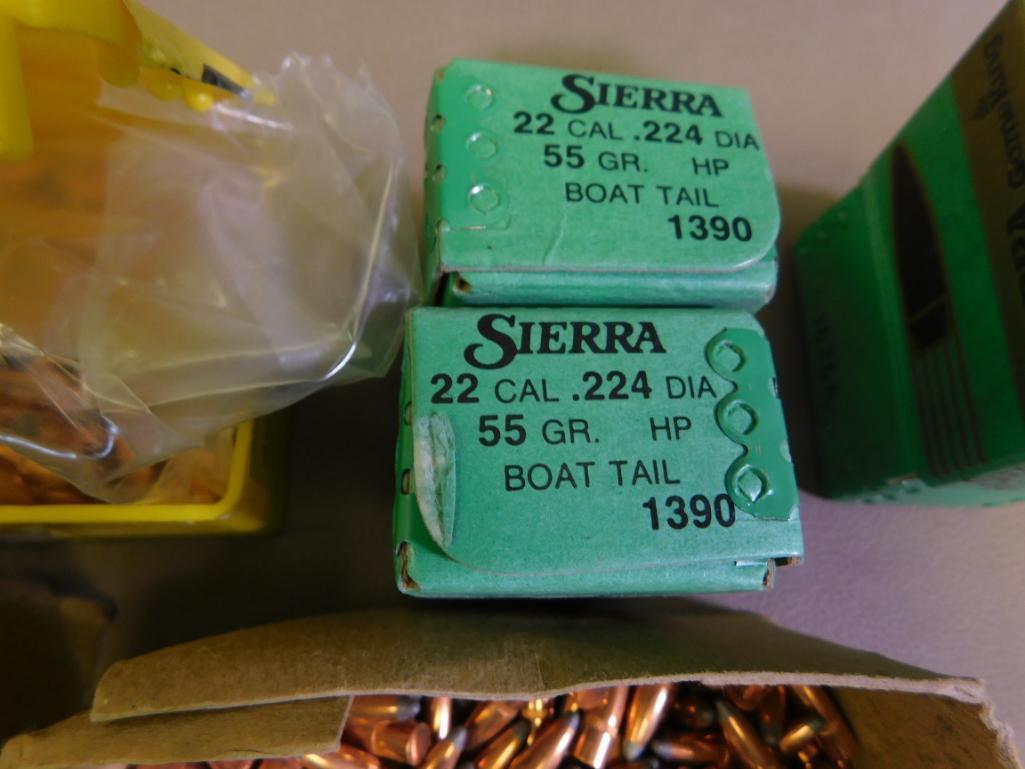 SIERRA
22 CAL .224 DIA
55 GR. HP
BOAT TAIL
1390
SIERRA
22 CAL .224 DIA
55 GR. HP
BOAT TAIL
1390
GameKing